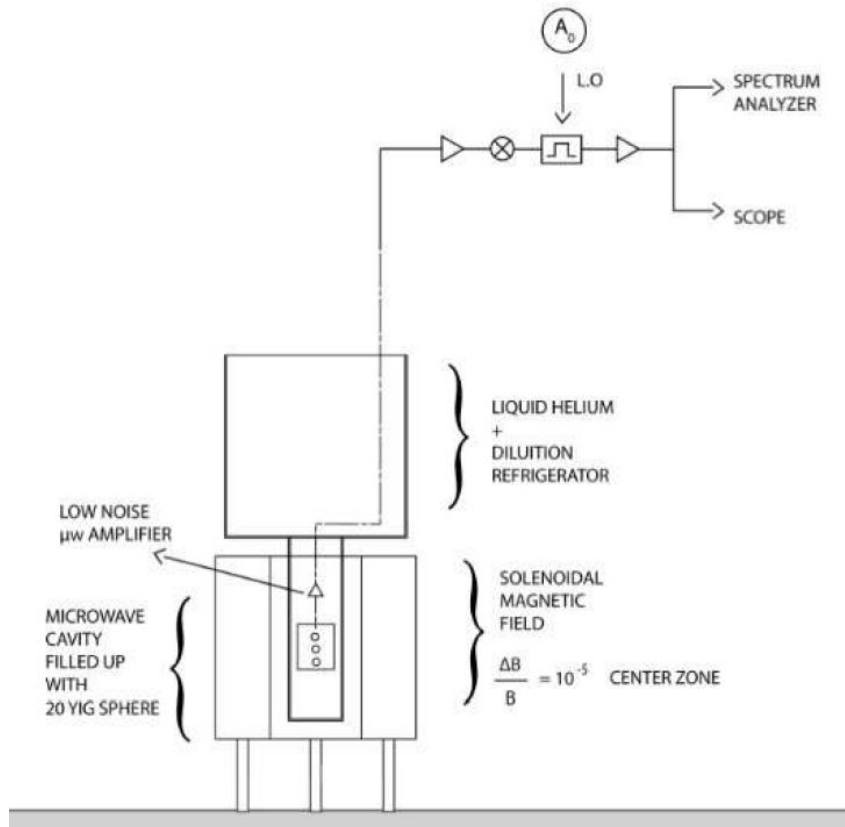 A0
L.O
SPECTRUM
ANALYZER
SCOPE
LIQUID HELIUM
+
DILUTION
REFRIGERATOR
LOW NOISE
μw AMPLIFIER
MICROWAVE
CAVITY
FILLED UP
WITH
20 YIG SPHERE
SOLENOIDAL
MAGNETIC
FIELD
ΔB
B
= 10 -5 CENTER ZONE